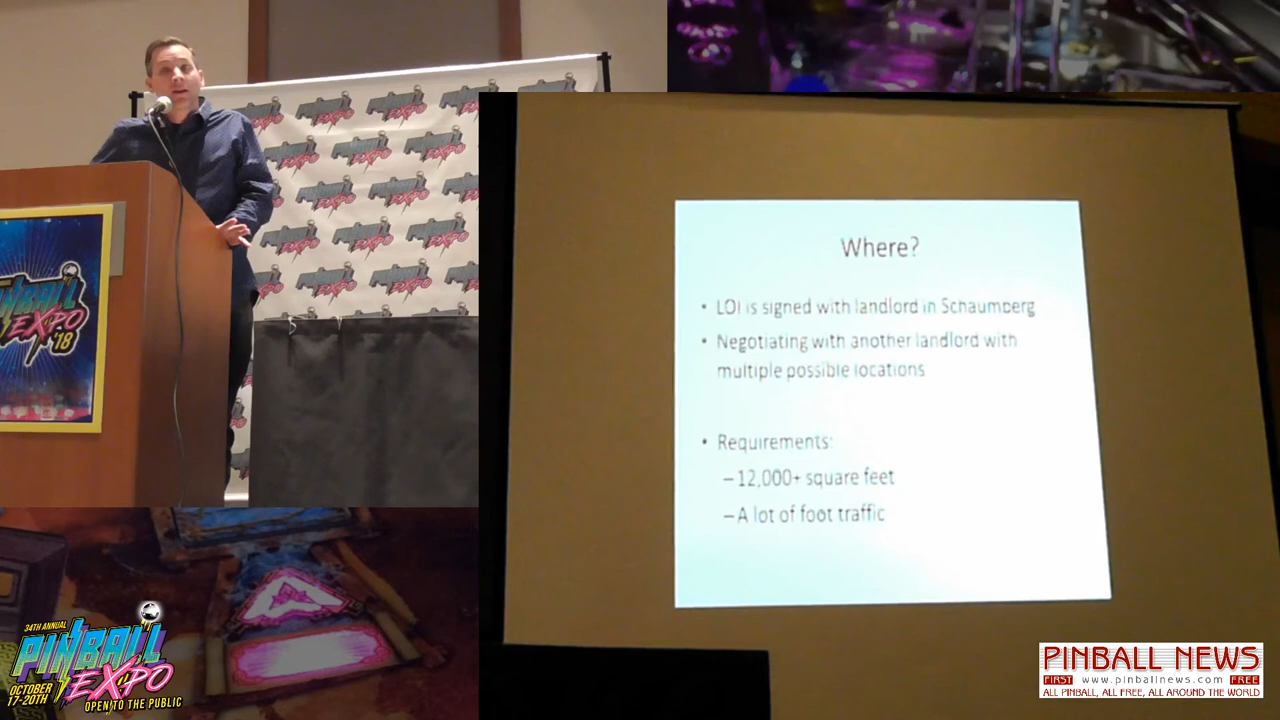 Where?
• LOI is signed with landlord in Schaumberg
• Negotiating with another landlord with
multiple possible locations
• Requirements:
– 12,000+ square feet
– A lot of foot traffic
PINBALL
EXPO
'18
34TH ANNUAL
PINBALL
EXPO
OCTOBER
17-20TH
OPEN TO THE PUBLIC
PINBALL NEWS
FIRST www.pinballnews.com FREE
ALL PINBALL, ALL FREE, ALL AROUND THE WORLD